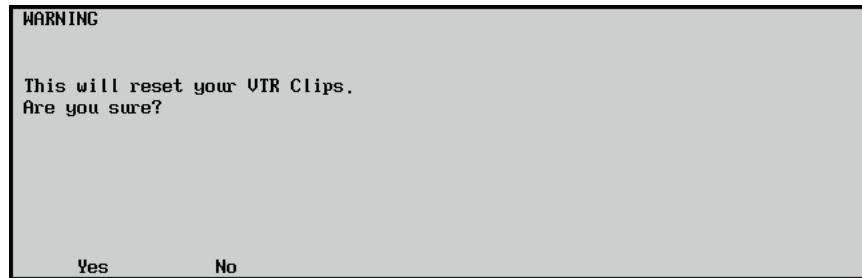 WARNING
This will reset your VTR Clips.
Are you sure?
Yes No